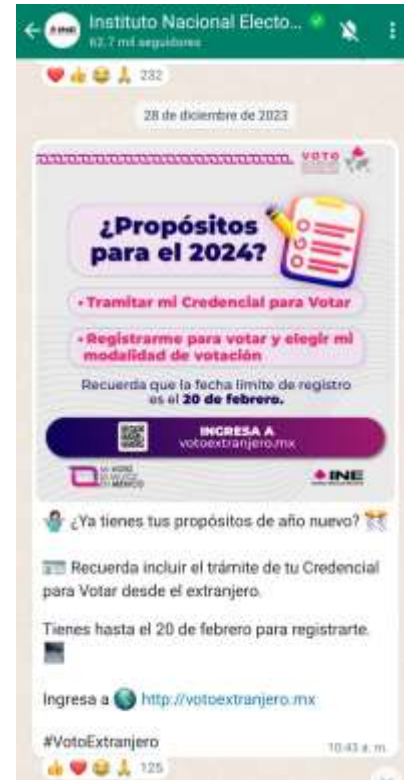 Instituto Nacional Electo...
62.7 mil seguidores
232
28 de diciembre de 2023
VOTO
¿Propósitos
para el 2024?
• Tramitar mi Credencial para Votar
• Registrarme para votar y elegir mi
modalidad de votación
Recuerda que la fecha límite de registro
es el 20 de febrero.
INGRESA A
votoextranjero.mx
MÉXICO
INE
¿Ya tienes tus propósitos de año nuevo?
Recuerda incluir el trámite de tu Credencial
para Votar desde el extranjero.
Tienes hasta el 20 de febrero para registrarte.
Ingresa a http://votoextranjero.mx
#VotoExtranjero
10:43 a. m.
125